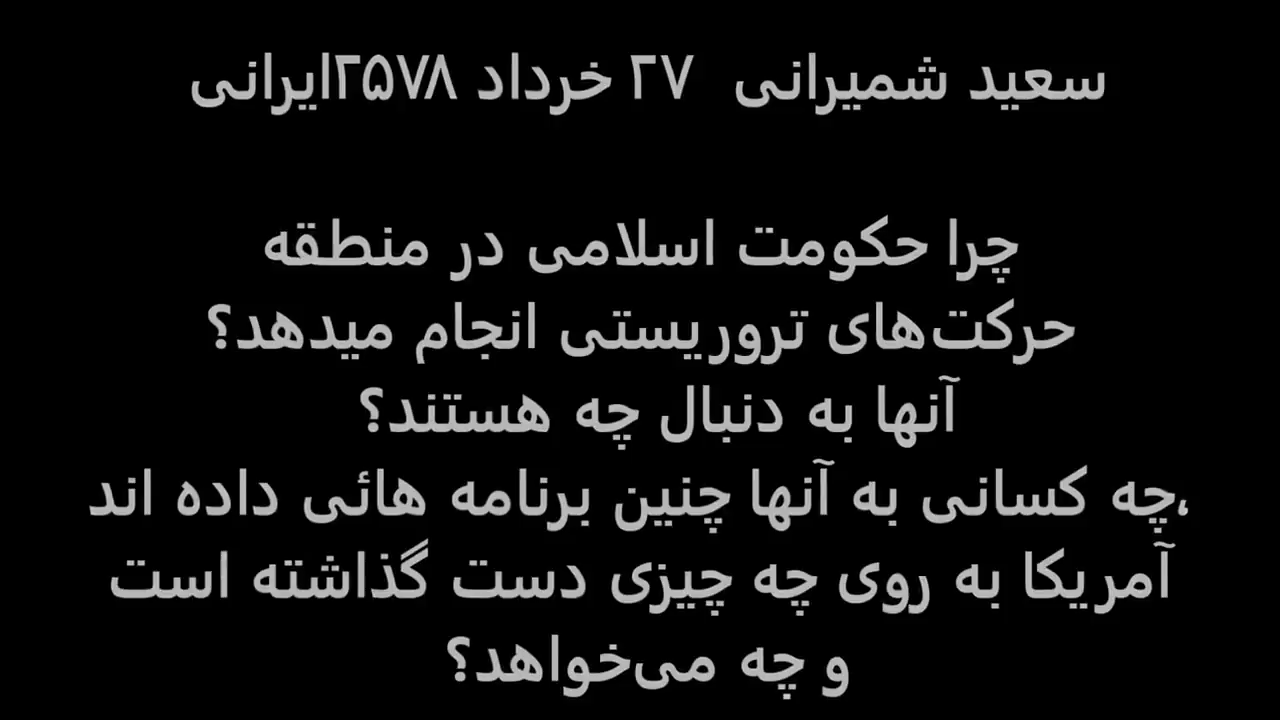 سعید شمیرانی ۲۷ خرداد ۲۵۷۸ایرانی
چرا حکومت اسلامی در منطقه
حرکت‌های تروریستی انجام میدهد؟
آنها به دنبال چه هستند؟
،چه کسانی به آنها چنین برنامه هائی داده اند
آمریکا به روی چه چیزی دست گذاشته است
و چه می‌خواهد؟